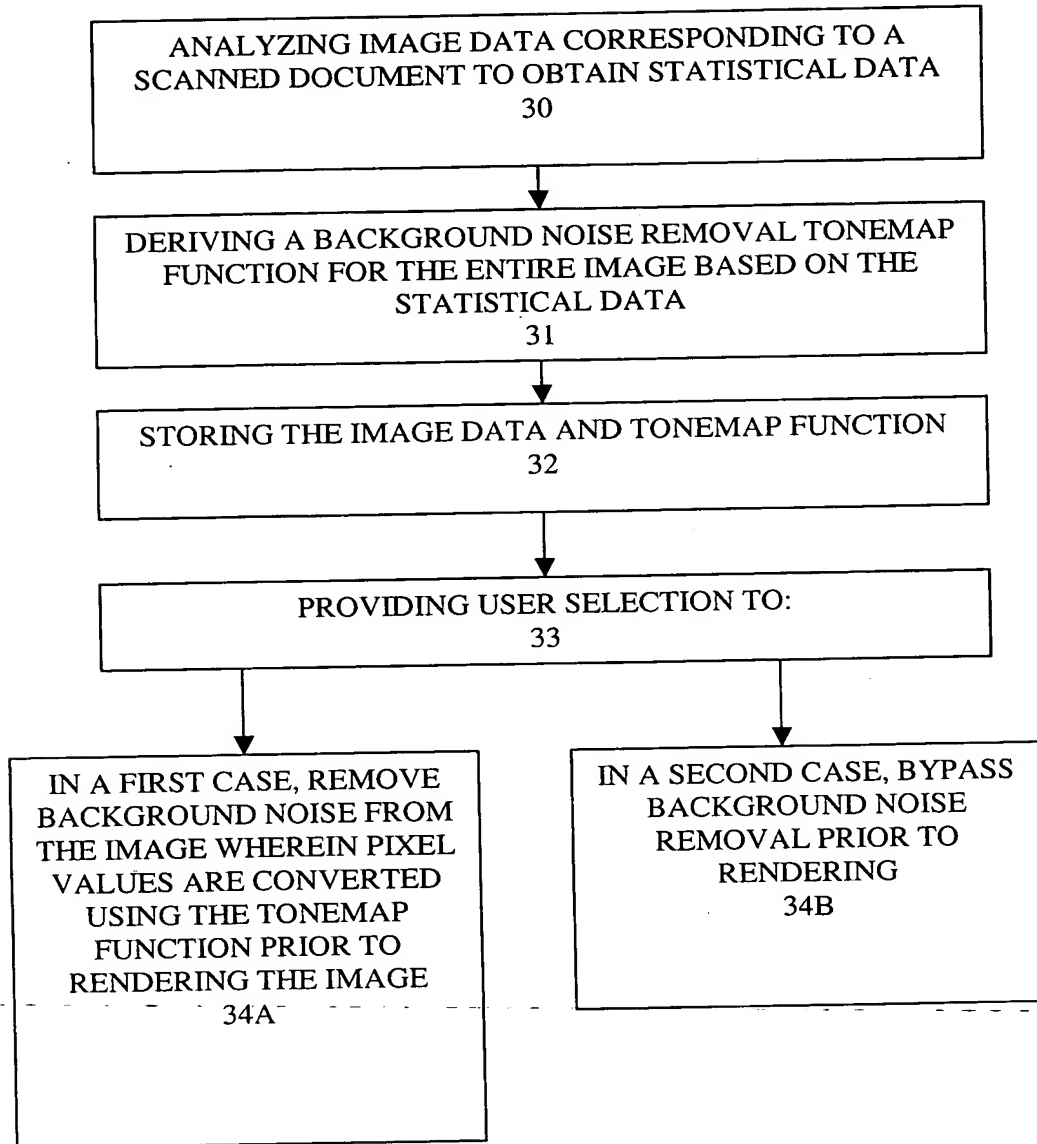 ANALYZING IMAGE DATA CORRESPONDING TO A
SCANNED DOCUMENT TO OBTAIN STATISTICAL DATA
30
DERIVING A BACKGROUND NOISE REMOVAL TONEMAP
FUNCTION FOR THE ENTIRE IMAGE BASED ON THE
STATISTICAL DATA
31
STORING THE IMAGE DATA AND TONEMAP FUNCTION
32
PROVIDING USER SELECTION TO:
33
IN A FIRST CASE, REMOVE
BACKGROUND NOISE FROM
THE IMAGE WHEREIN PIXEL
VALUES ARE CONVERTED
USING THE TONEMAP
FUNCTION PRIOR TO
RENDERING THE IMAGE
34A
IN A SECOND CASE, BYPASS
BACKGROUND NOISE
REMOVAL PRIOR TO
RENDERING
34B